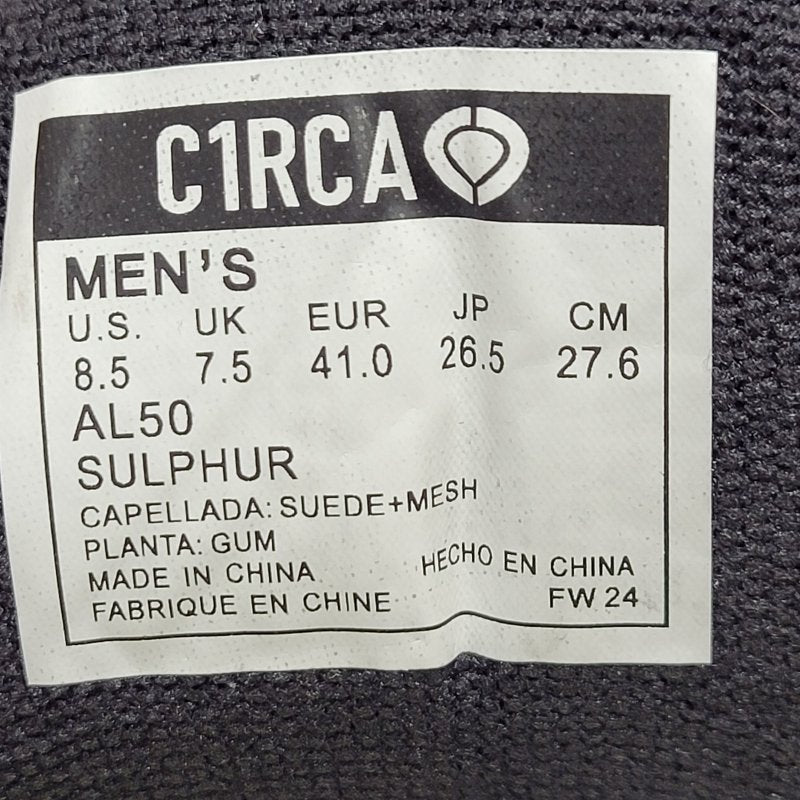 C1RCA
MEN'S
U.S. UK EUR JP CM
8.5 7.5 41.0 26.5 27.6
AL50
SULPHUR
CAPELLADA: SUEDE+MESH
PLANTA: GUM
MADE IN CHINA HECHO EN CHINA
FABRIQUE EN CHINE FW 24